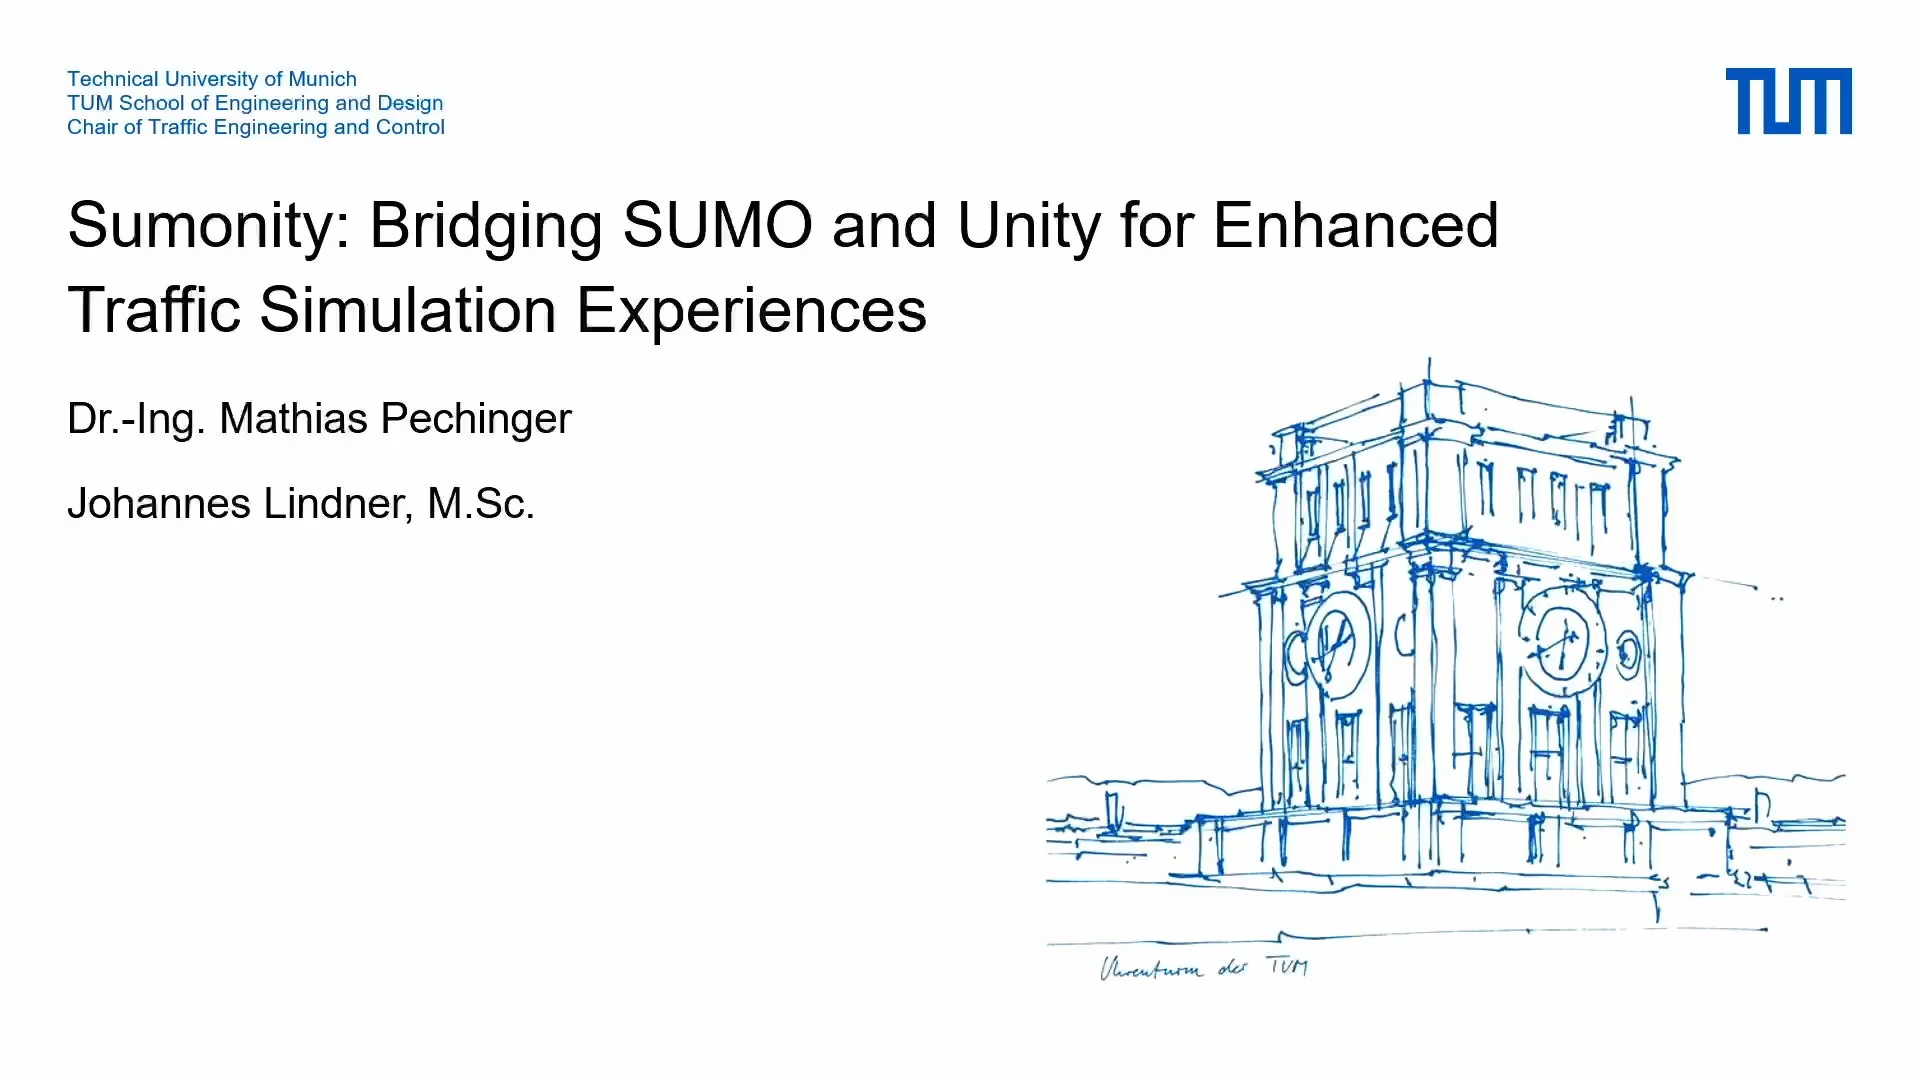 Technical University of Munich
TUM School of Engineering and Design
Chair of Traffic Engineering and Control
TUM
Sumonity: Bridging SUMO and Unity for Enhanced
Traffic Simulation Experiences
Dr.-Ing. Mathias Pechinger
Johannes Lindner, M.Sc.
Uhrenturm der TUM